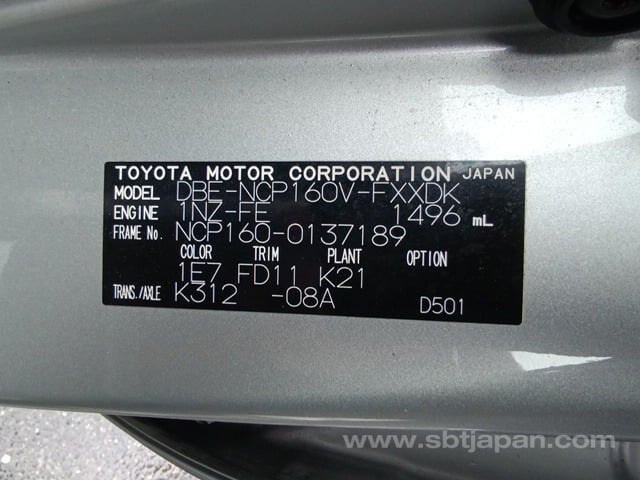 TOYOTA MOTOR CORPORATION JAPAN
MODEL DBE-NCP160V-FXXDK
ENGINE 1NZ-FE 1496 mL
FRAME No. NCP160-0137189
COLOR TRIM PLANT OPTION
1E7 FD11 K21
TRANS./AXLE K312 -08A
D501
www.sbtjapan.com